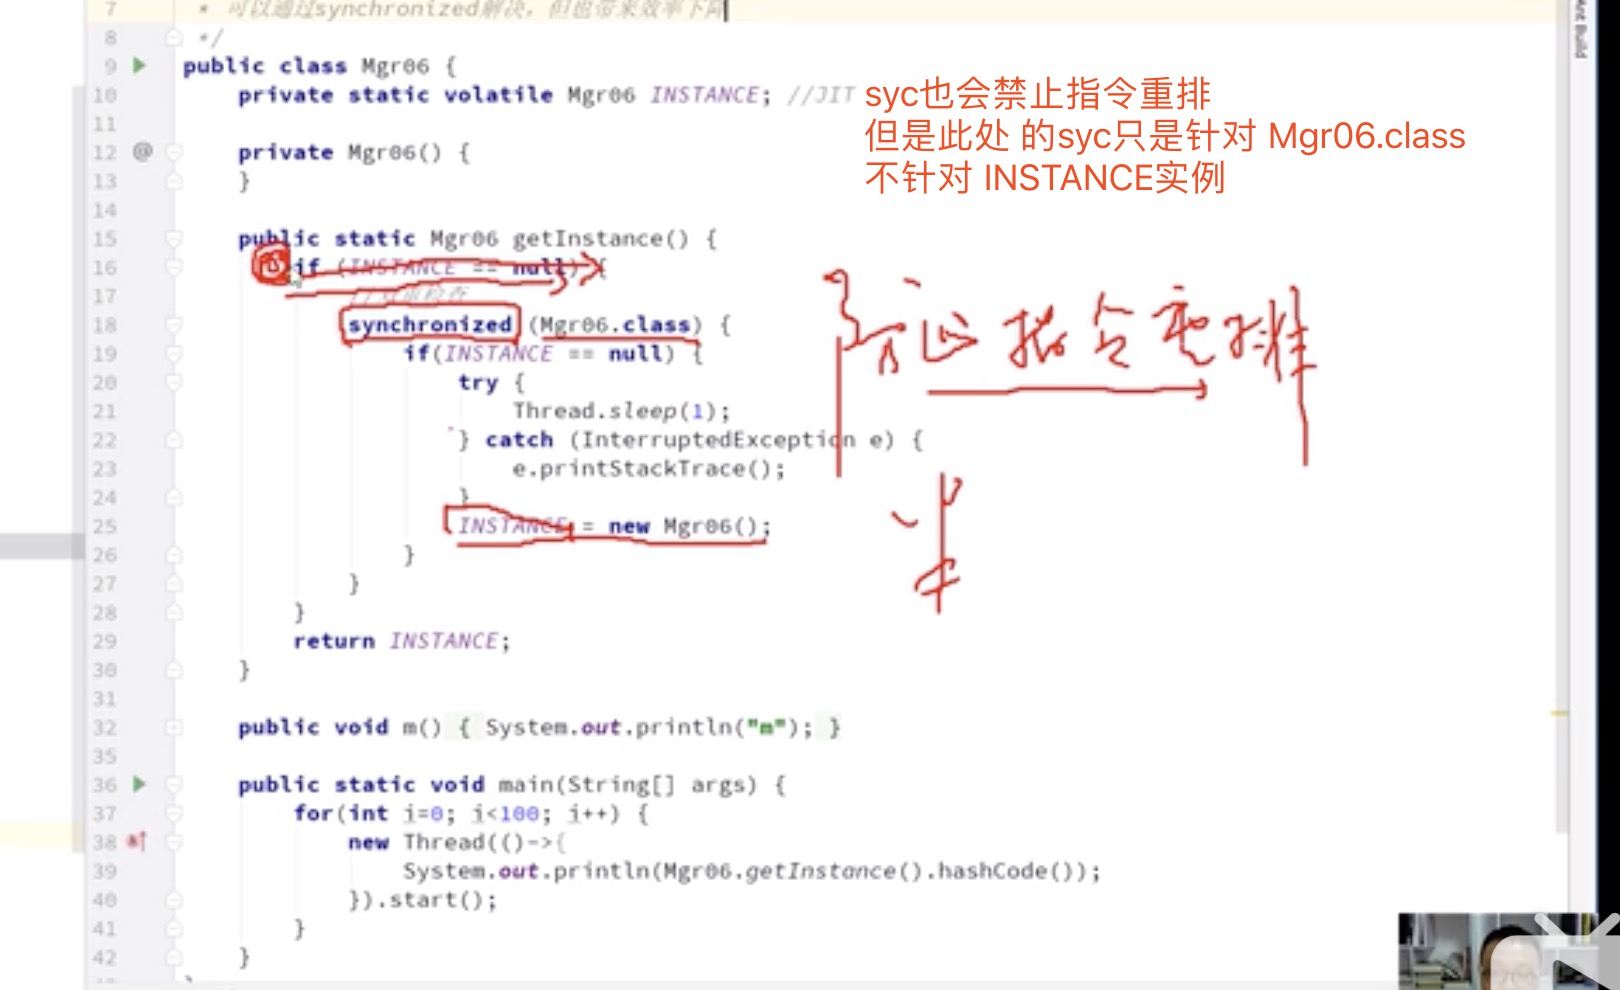 7 * 可以通过synchronized解决，但也带来效率下降
8 */
9 public class Mgr06 {
10 private static volatile Mgr06 INSTANCE; //JIT
syc也会禁止指令重排
但是此处 的syc只是针对 Mgr06.class
不针对 INSTANCE实例
11
12 @ private Mgr06() {
13 }
14
15 public static Mgr06 getInstance() {
16 if (INSTANCE == null) {
17 //双重检查
18 synchronized (Mgr06.class) {
19 if(INSTANCE == null) {
指令重排
20 try {
21 Thread.sleep(1);
22 } catch (InterruptedException e) {
23 e.printStackTrace();
24 }
25 INSTANCE = new Mgr06();
26 }
27 }
28 }
29 return INSTANCE;
30 }
31
32 public void m() { System.out.println("m"); }
35
36 public static void main(String[] args) {
37 for(int i=0; i<100; i++) {
38 new Thread(()->{
39 System.out.println(Mgr06.getInstance().hashCode());
40 }).start();
41 }
42 }
Ant Build